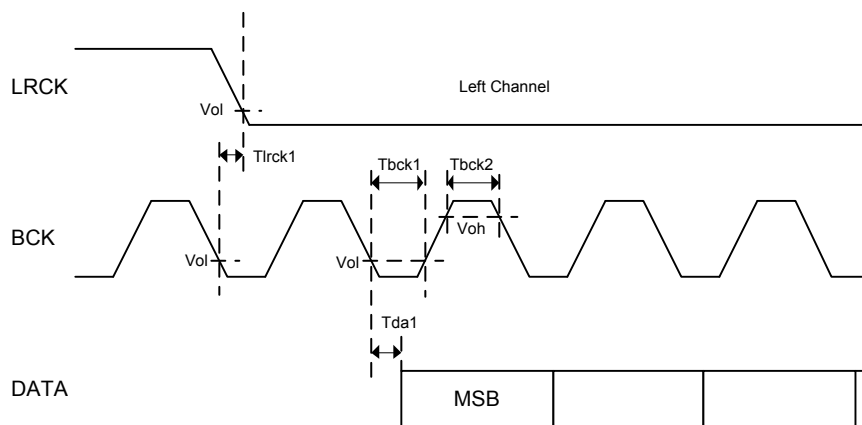 LRCK
Left Channel
Vol
Tlrck1
Tbck1
Tbck2
BCK
Voh
Vol
Vol
Tda1
DATA
MSB